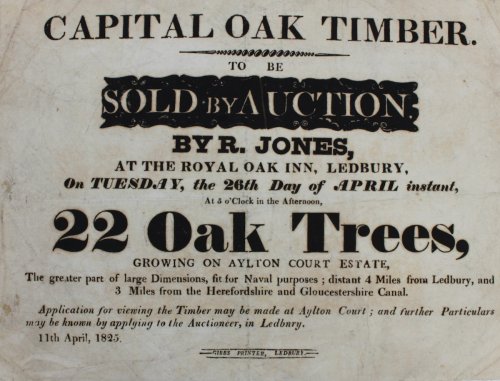 CAPITAL OAK TIMBER.
TO BE
SOLD BY AUCTION,
BY R. JONES,
AT THE ROYAL OAK INN, LEDBURY,
On TUESDAY, the 26th Day of APRIL instant,
At 5 o'Clock in the Afternoon,
22 Oak Trees,
GROWING ON AYLTON COURT ESTATE,
The greater part of large Dimensions, fit for Naval purposes; distant 4 Miles from Ledbury, and
3 Miles from the Herefordshire and Gloucestershire Canal.
Application for viewing the Timber may be made at Aylton Court; and further Particulars
may be known by applying to the Auctioneer, in Ledbury.
11th April, 1825.
GIBBS PRINTER, LEDBURY.